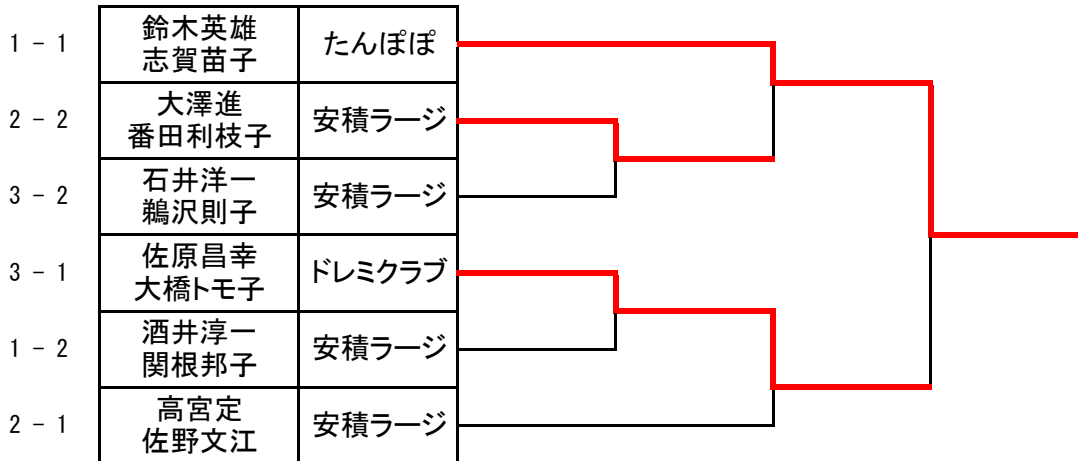 1 - 1
鈴木英雄
志賀苗子
たんぽぽ
2 - 2
大澤進
番田利枝子
安積ラージ
3 - 2
石井洋一
鵜沢則子
安積ラージ
3 - 1
佐原昌幸
大橋トモ子
ドレミクラブ
1 - 2
酒井淳一
関根邦子
安積ラージ
2 - 1
高宮定
佐野文江
安積ラージ